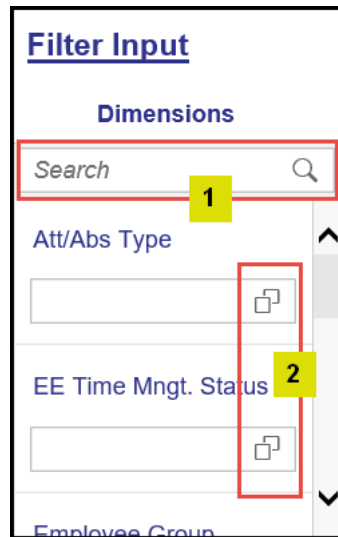 Filter Input
Dimensions
Search
1
Att/Abs Type
EE Time Mngt. Status
2
Employee Group